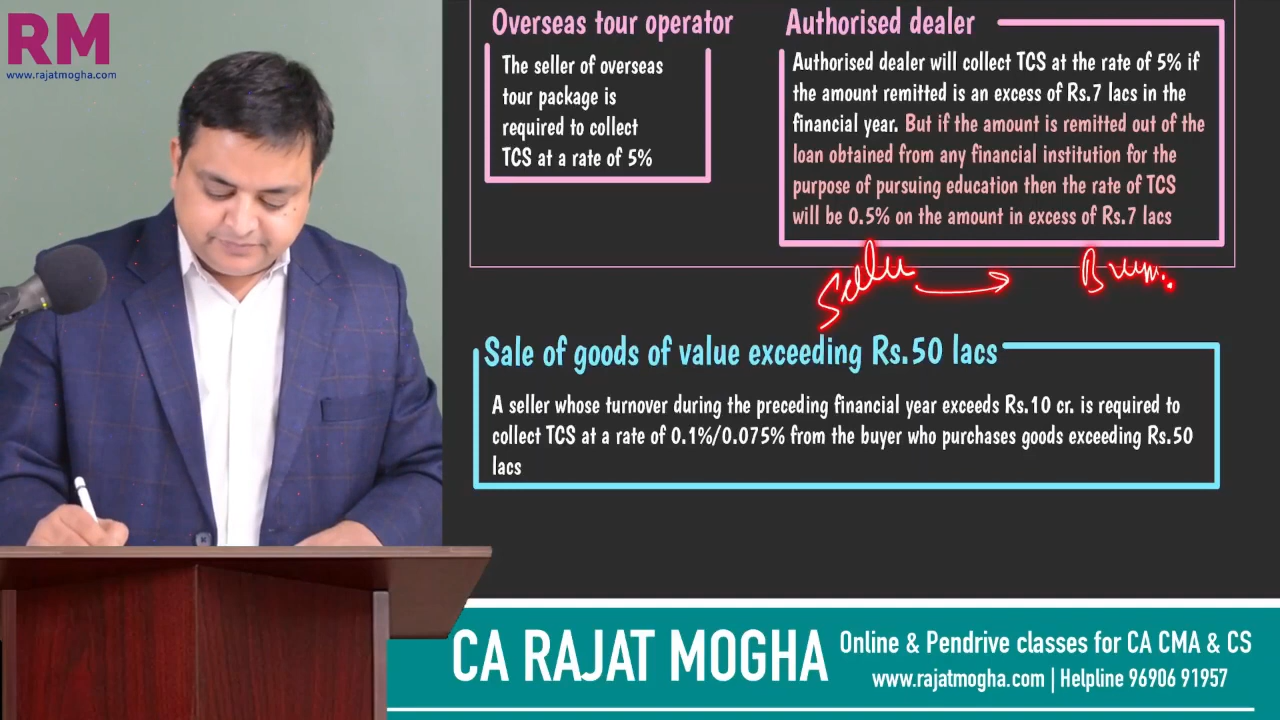 RM
www.rajatmogha.com
Overseas tour operator
The seller of overseas
tour package is
required to collect
TCS at a rate of 5%
Authorised dealer
Authorised dealer will collect TCS at the rate of 5% if
the amount remitted is an excess of Rs.7 lacs in the
financial year. But if the amount is remitted out of the
loan obtained from any financial institution for the
purpose of pursuing education then the rate of TCS
will be 0.5% on the amount in excess of Rs.7 lacs
Seller
Sale of goods of value exceeding Rs.50 lacs
A seller whose turnover during the preceding financial year exceeds Rs.10 cr. is required to
collect TCS at a rate of 0.1%/0.075% from the buyer who purchases goods exceeding Rs.50
lacs
CA RAJAT MOGHA
Online & Pendrive classes for CA CMA & CS
www.rajatmogha.com | Helpline 96906 91957